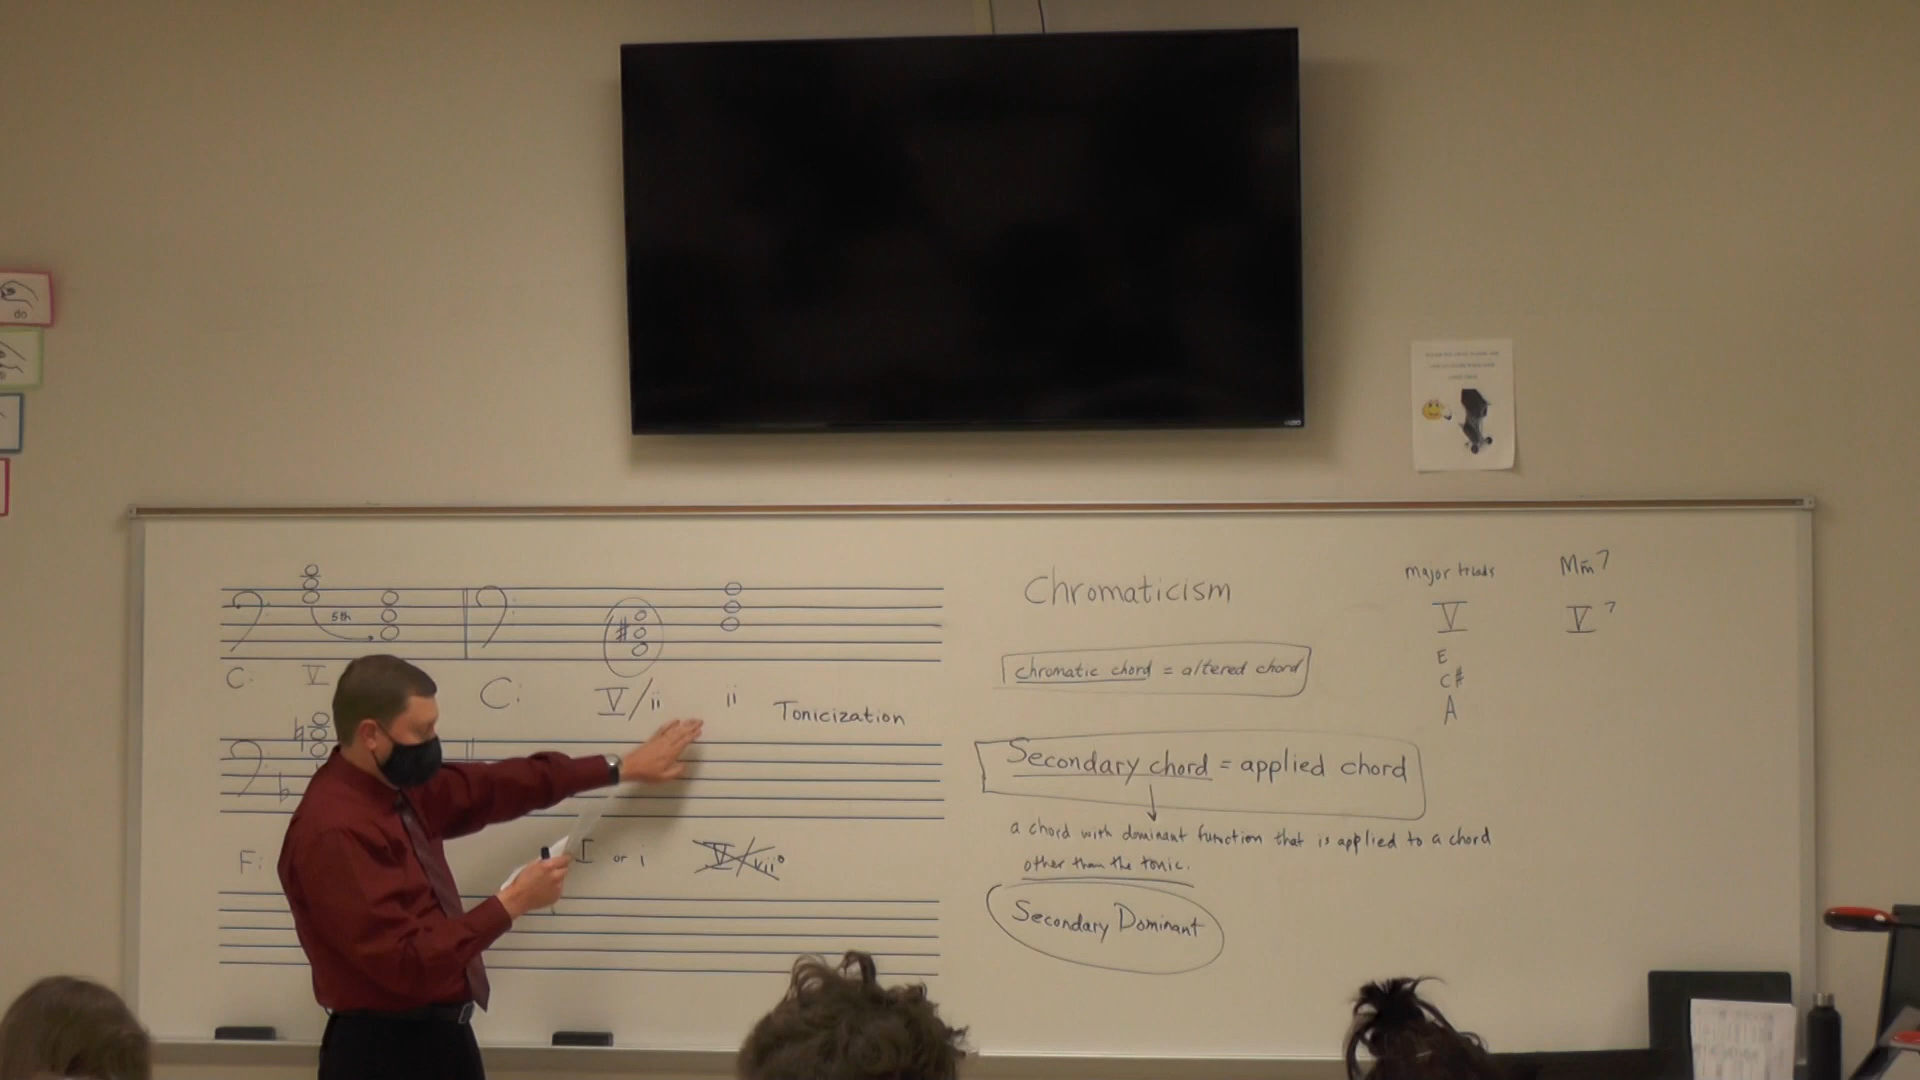 do
5th
C: V
C: V/ii ii Tonicization
F: I or i V/vii°
Chromaticism
chromatic chord = altered chord
Secondary chord = applied chord
a chord with dominant function that is applied to a chord
other than the tonic.
Secondary Dominant
major triads
V
E
C#
A
Mm7
V7
VIZIO